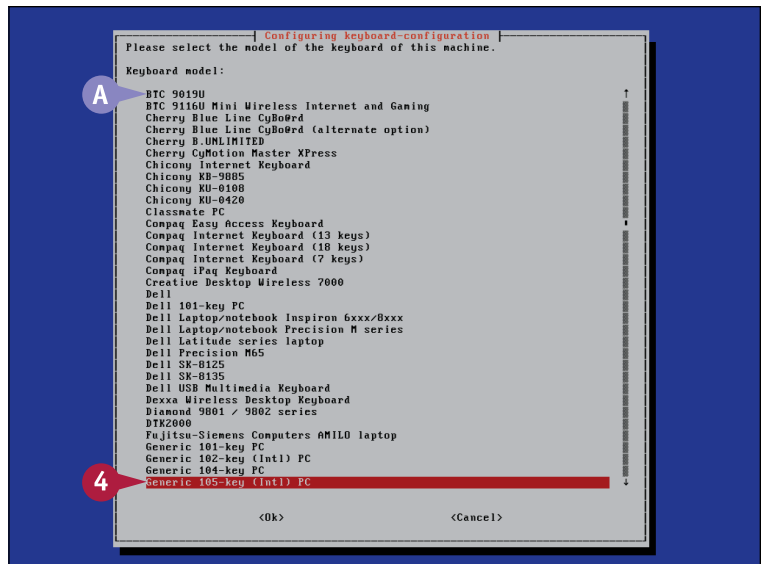 Configuring keyboard-configuration
Please select the model of the keyboard of this machine.
Keyboard model:
A
BTC 9019U
BTC 9116U Mini Wireless Internet and Gaming
Cherry Blue Line CyBo@rd
Cherry Blue Line CyBo@rd (alternate option)
Cherry B.UNLIMITED
Cherry CyMotion Master XPress
Chicony Internet Keyboard
Chicony KB-9885
Chicony KU-0108
Chicony KU-0420
Classmate PC
Compaq Easy Access Keyboard
Compaq Internet Keyboard (13 keys)
Compaq Internet Keyboard (18 keys)
Compaq Internet Keyboard (7 keys)
Compaq iPaq Keyboard
Creative Desktop Wireless 7000
Dell
Dell 101-key PC
Dell Laptop/notebook Inspiron 6xxx/8xxx
Dell Laptop/notebook Precision M series
Dell Latitude series laptop
Dell Precision M65
Dell SK-8125
Dell SK-8135
Dell USB Multimedia Keyboard
Dexxa Wireless Desktop Keyboard
Diamond 9801 / 9802 series
DTK2000
Fujitsu-Siemens Computers AMILO laptop
Generic 101-key PC
Generic 102-key (Intl) PC
Generic 104-key PC
4
Generic 105-key (Intl) PC
<Ok> <Cancel>